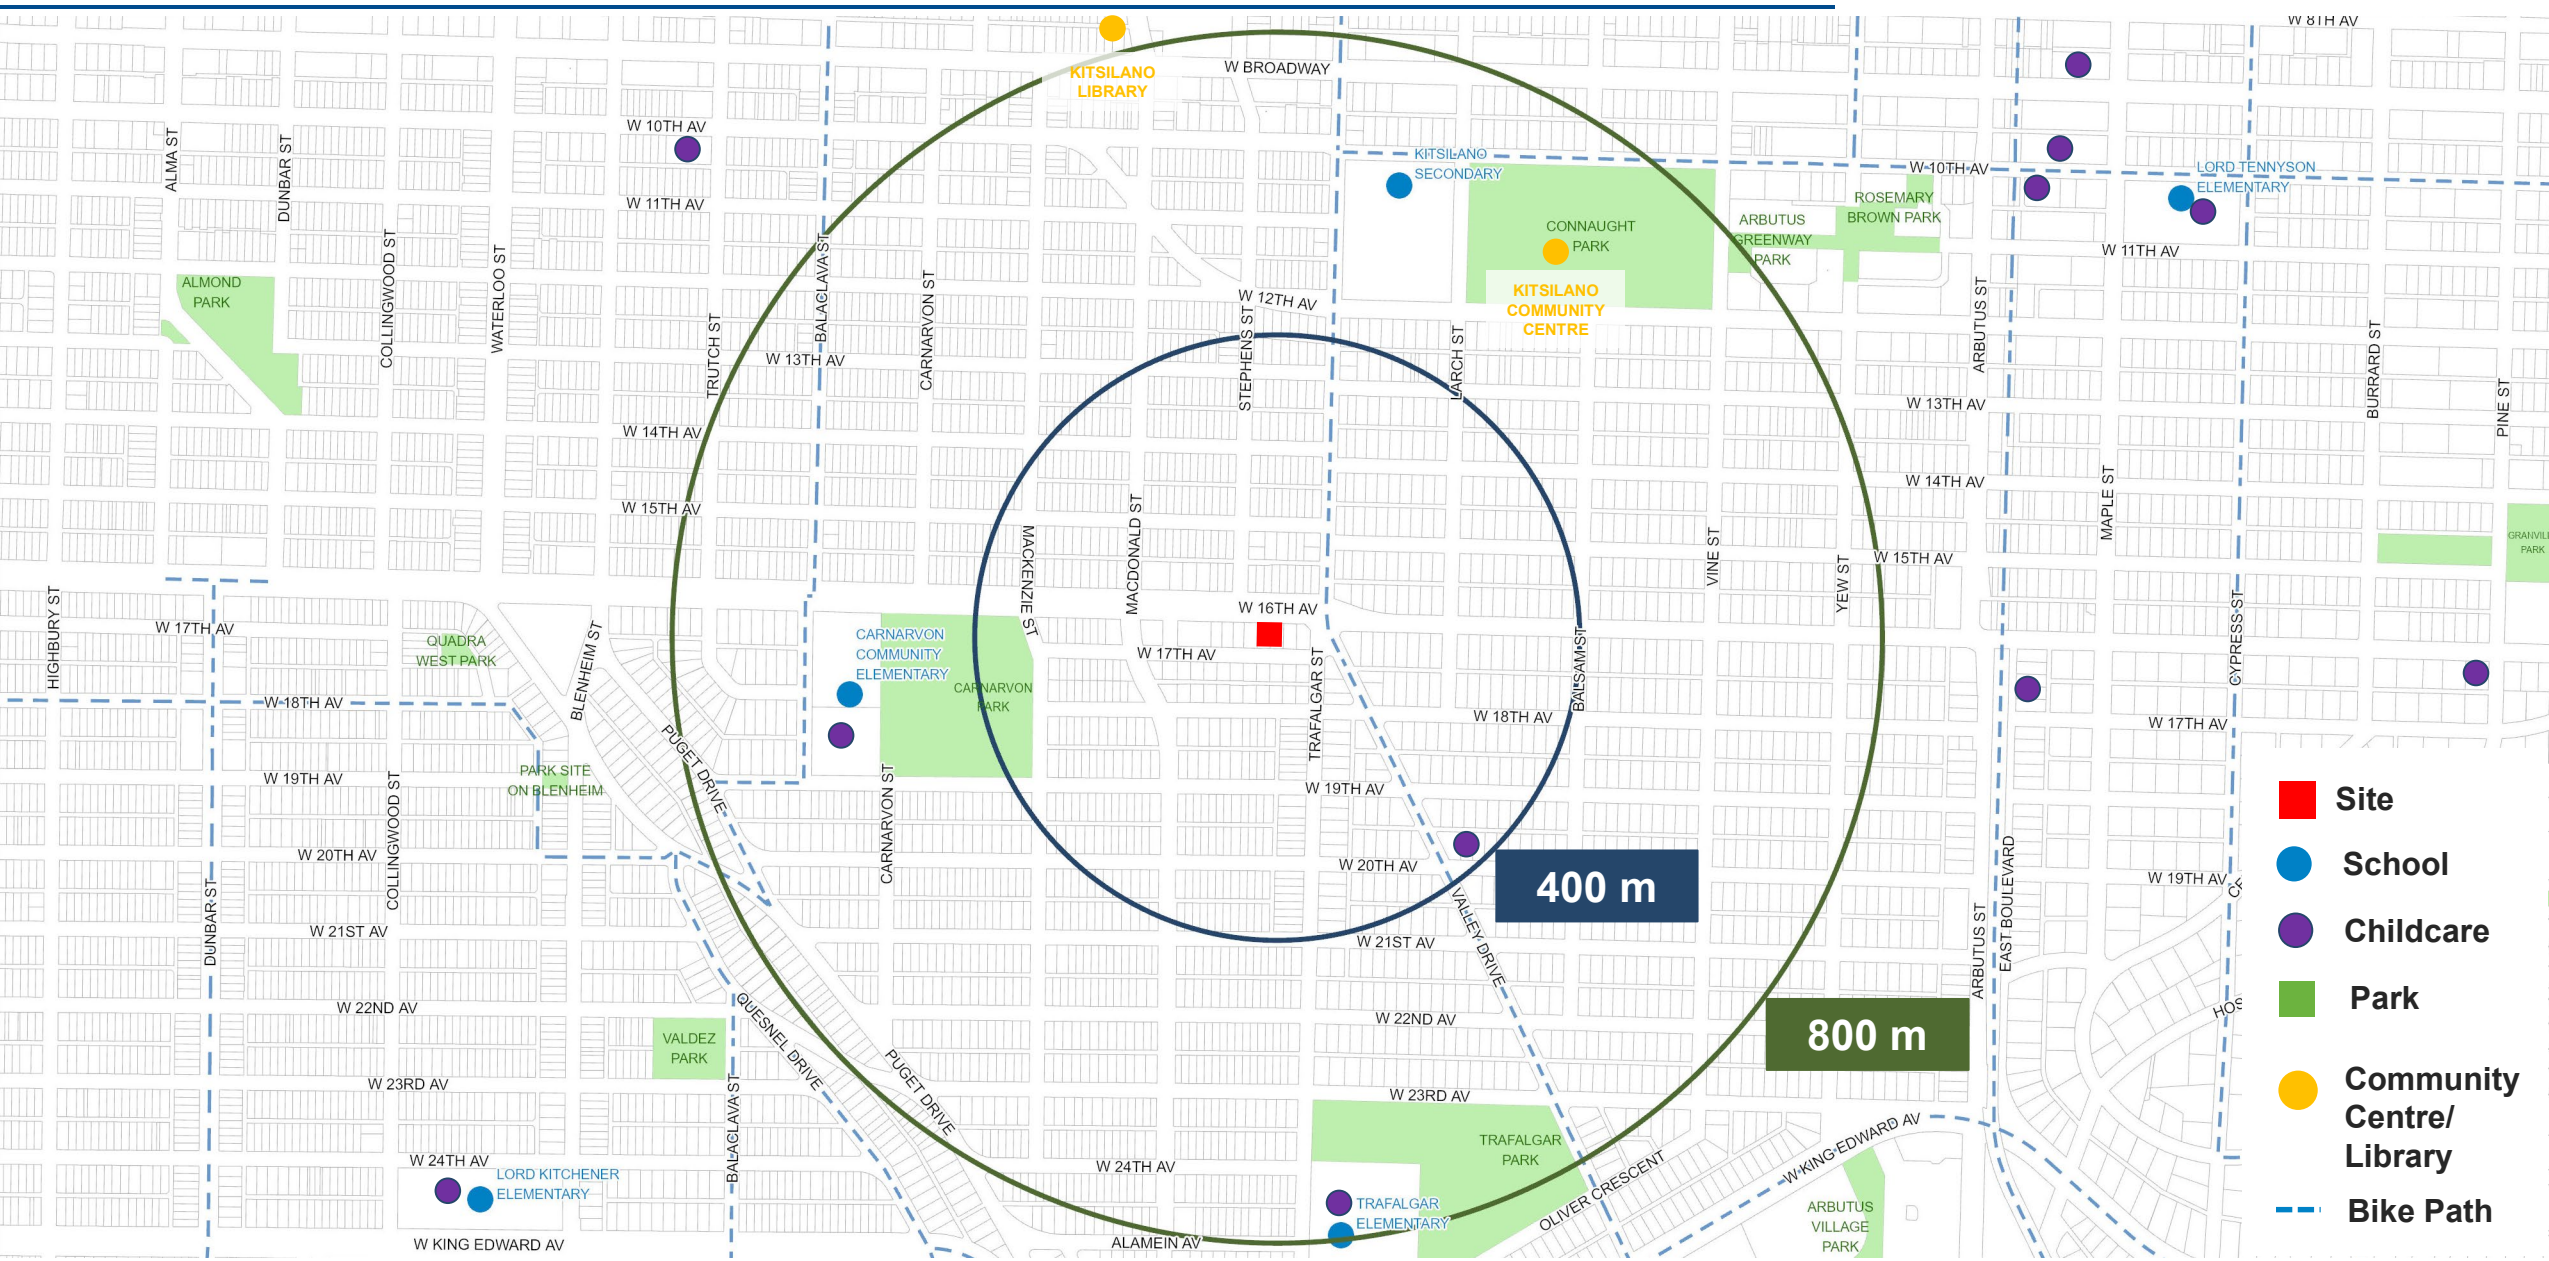 W 8TH AV
KITSILANO
LIBRARY
W BROADWAY
W 10TH AV
KITSILANO
SECONDARY
W 10TH AV
LORD TENNYSON
ELEMENTARY
ALMA ST
DUNBAR ST
W 11TH AV
ROSEMARY
BROWN PARK
CONNAUGHT
PARK
ARBUTUS
GREENWAY
PARK
W 11TH AV
COLLINGWOOD ST
WATERLOO ST
BALACLAVA ST
CARNARVON ST
ALMOND
PARK
KITSILANO
COMMUNITY
CENTRE
W 12TH AV
STEPHENS ST
LARCH ST
ARBUTUS ST
BURRARD ST
PINE ST
TRUTCH ST
W 13TH AV
W 13TH AV
W 14TH AV
W 14TH AV
MAPLE ST
W 15TH AV
MACKENZIE ST
MACDONALD ST
VINE ST
YEW ST
W 15TH AV
PARK
HIGHBURY ST
W 17TH AV
QUADRA
WEST PARK
BLENHEIM ST
CARNARVON
COMMUNITY
ELEMENTARY
W 16TH AV
W 17TH AV
TRAFALGAR ST
BALSAM ST
CYPRESS ST
CARNARVON
PARK
W 18TH AV
W 18TH AV
W 17TH AV
PUGET DRIVE
PARK SITE
ON BLENHEIM
W 19TH AV
COLLINGWOOD ST
CARNARVON ST
W 19TH AV
W 20TH AV
W 20TH AV
400 m
W 19TH AV
DUNBAR ST
VALLEY DRIVE
ARBUTUS ST
EAST BOULEVARD
W 21ST AV
W 21ST AV
W 22ND AV
QUESNEL DRIVE
W 22ND AV
800 m
VALDEZ
PARK
PUGET DRIVE
W 23RD AV
BALACLAVA ST
W 23RD AV
TRAFALGAR
PARK
W KING EDWARD AV
W 24TH AV
W 24TH AV
LORD KITCHENER
ELEMENTARY
TRAFALGAR
ELEMENTARY
OLIVER CRESCENT
ARBUTUS
VILLAGE
PARK
W KING EDWARD AV
ALAMEIN AV
Site
School
Childcare
Park
Community
Centre/
Library
Bike Path